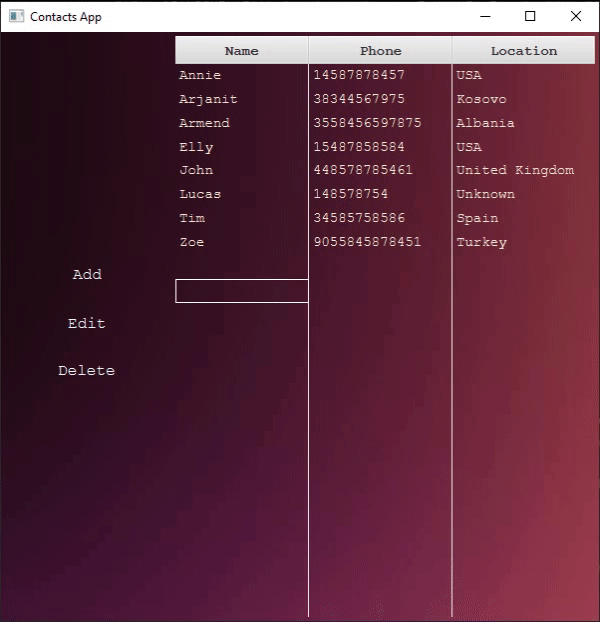 Contacts App
Name Phone Location
Annie 14587878457 USA
Arjanit 38344567975 Kosovo
Armend 3558456597875 Albania
Elly 15487858584 USA
John 448578785461 United Kingdom
Lucas 148578754 Unknown
Tim 34585758586 Spain
Zoe 9055845878451 Turkey
Add
Edit
Delete